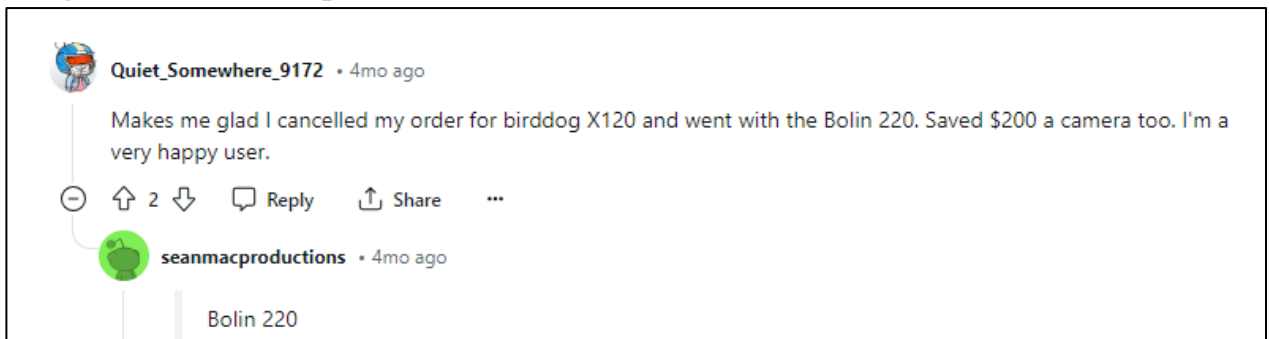 Quiet_Somewhere_9172 • 4mo ago
Makes me glad I cancelled my order for birddog X120 and went with the Bolin 220. Saved $200 a camera too. I'm a
very happy user.
2 Reply Share ...
seanmacproductions • 4mo ago
Bolin 220